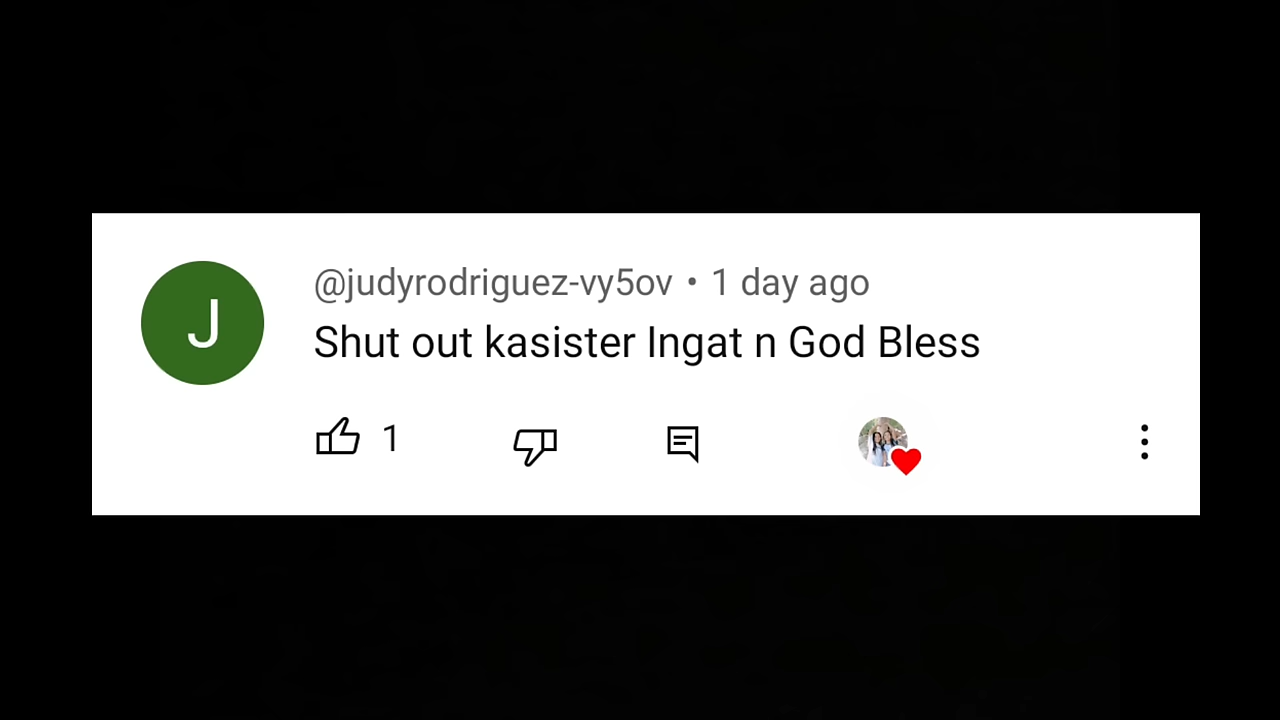 J
@judyrodriguez-vy5ov • 1 day ago
Shut out kasister Ingat n God Bless
1